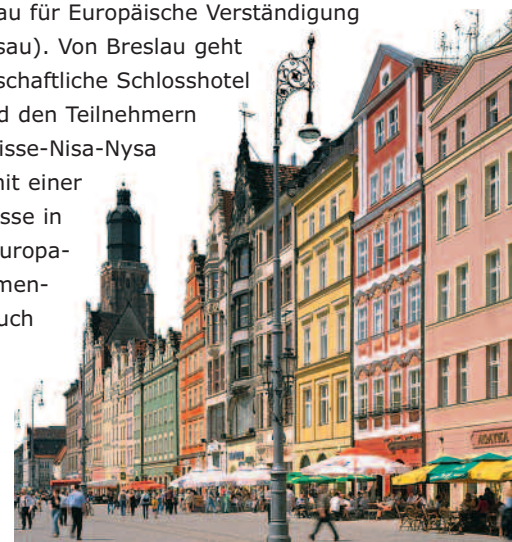 au für Europäische Verständigung
sau). Von Breslau geht
schaftliche Schlosshotel
d den Teilnehmern
isse-Nisa-Nysa
nit einer
sse in
uropa-
men-
uch
AGATKA